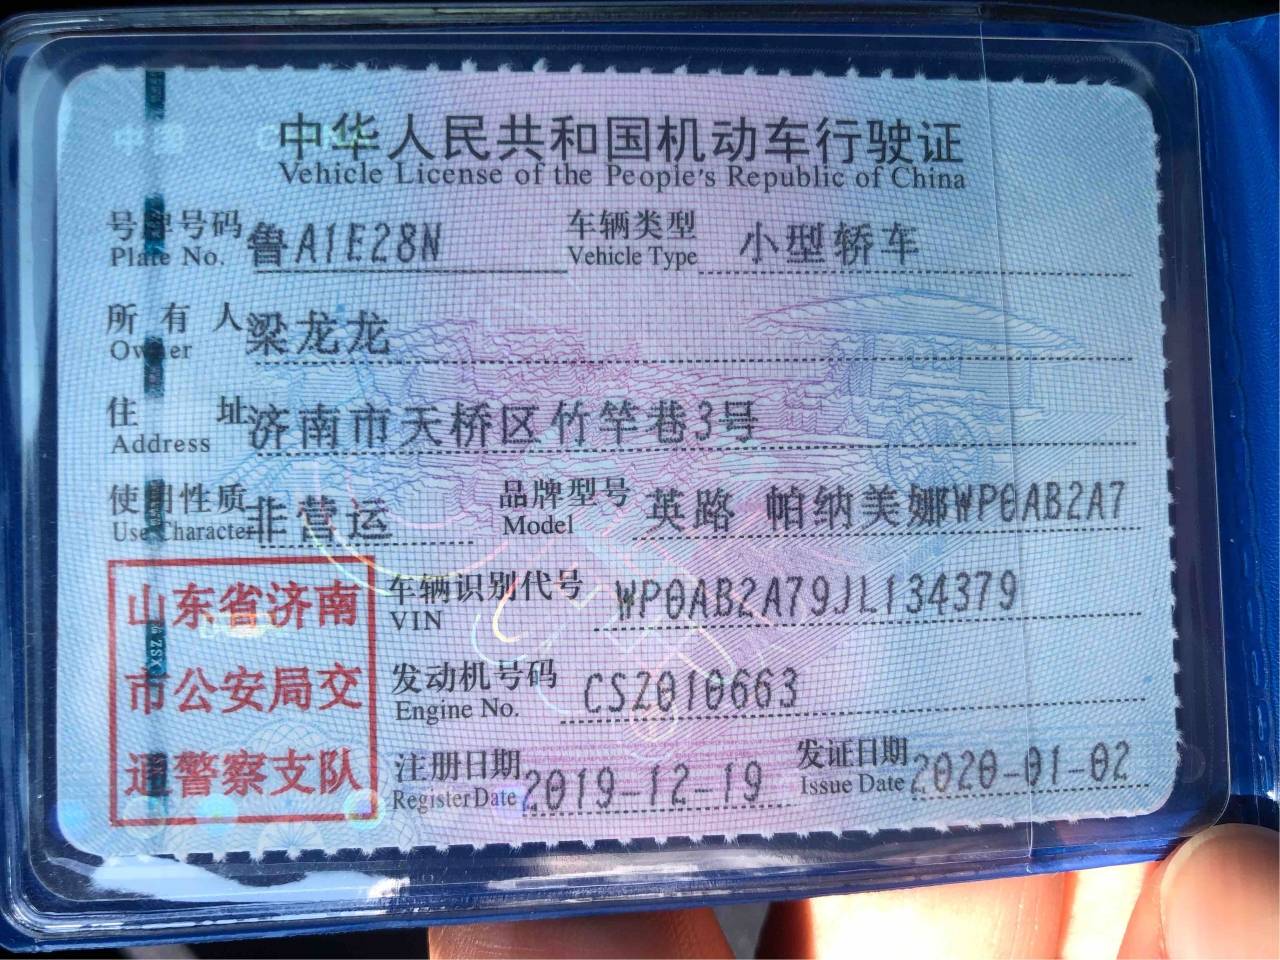 中华人民共和国机动车行驶证
Vehicle License of the People's Republic of China
号牌号码 鲁A1E28N 车辆类型 小型轿车
Plate No. Vehicle Type
所有人 梁龙龙
Owner
住址 济南市天桥区竹竿巷3号
Address
使用性质 非营运 品牌型号 英路 帕纳美娜WP0AB2A7
Use Character Model
山东省济南
市公安局交
通警察支队
车辆识别代号 WP0AB2A79JL134379
VIN
发动机号码 CSZ010663
Engine No.
注册日期 2019-12-19 发证日期 2020-01-02
Register Date Issue Date